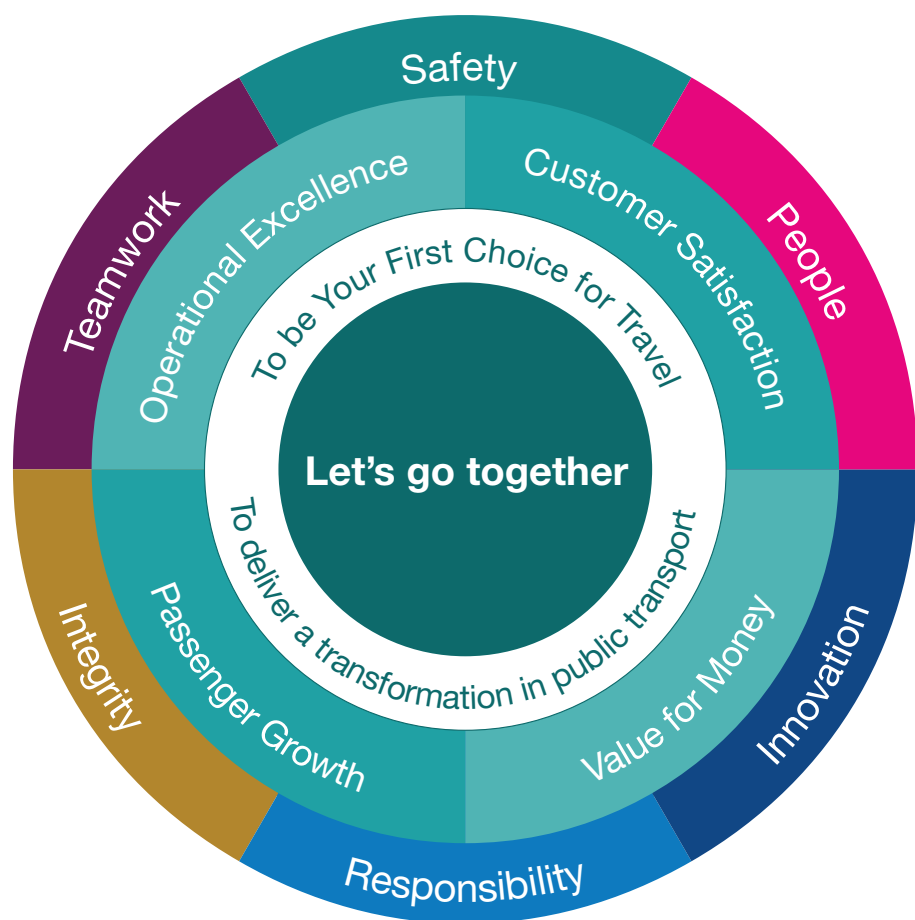 Safety
People
Innovation
Responsibility
Integrity
Teamwork
Operational Excellence
Customer Satisfaction
Value for Money
Passenger Growth
To be Your First Choice for Travel
To deliver a transformation in public transport
Let's go together